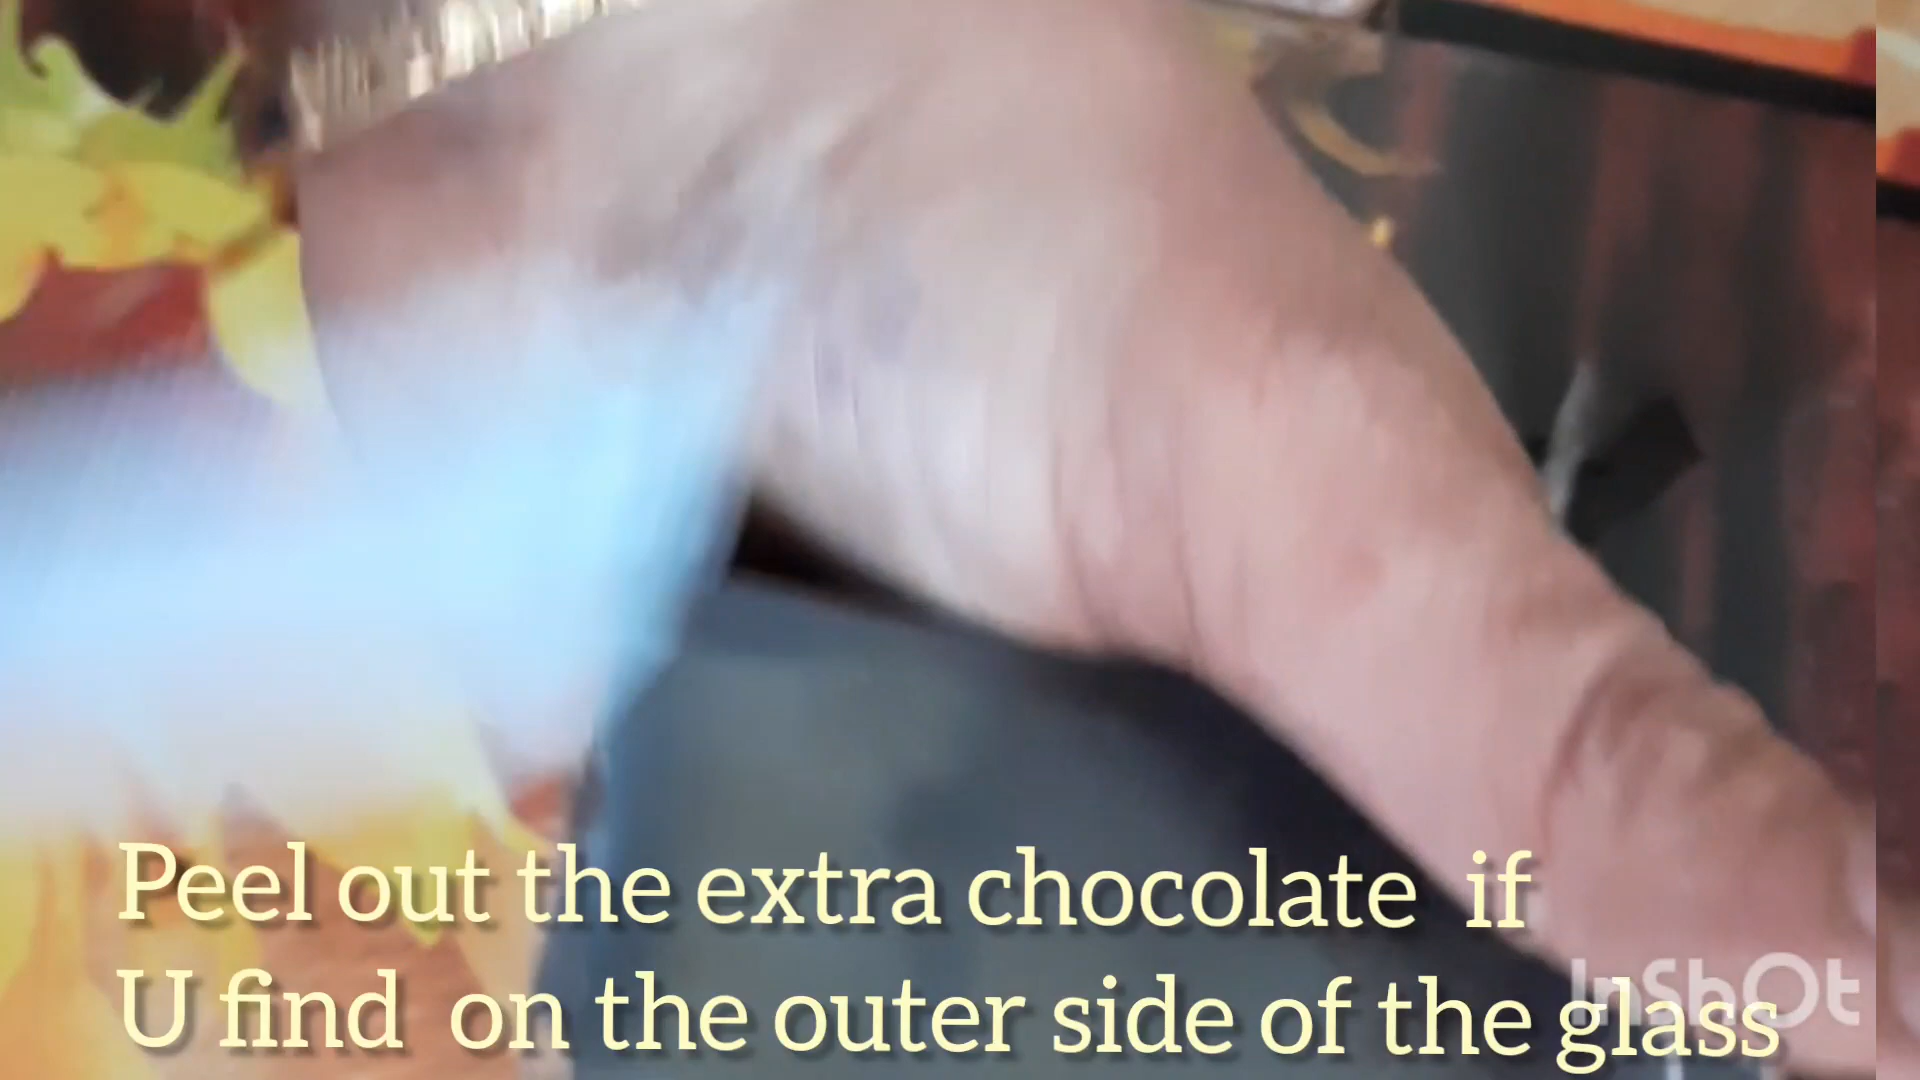 Peel out the extra chocolate if
U find on the outer side of the glass
InShOt